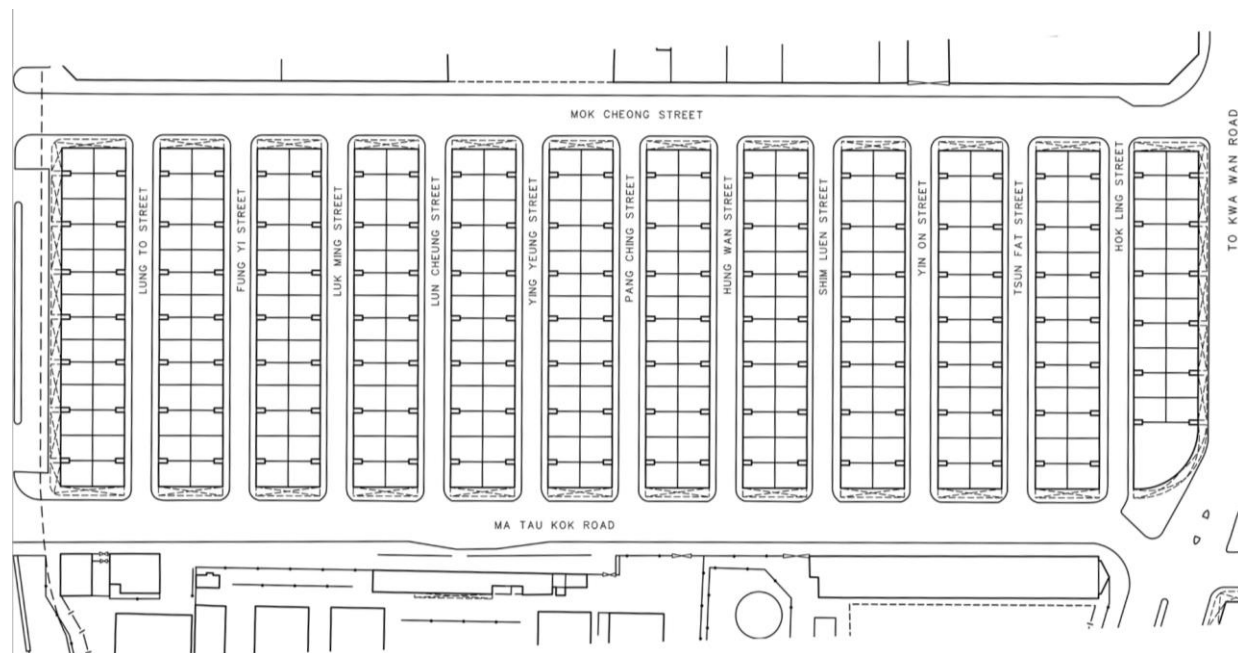 MOK CHEONG STREET
TO KWA WAN ROAD
LUNG TO STREET
FUNG YI STREET
LUK MING STREET
LUN CHEUNG STREET
YING YEUNG STREET
PANG CHING STREET
HUNG WAN STREET
SHIM LUEN STREET
YIN ON STREET
TSUN FAT STREET
HOK LING STREET
MA TAU KOK ROAD